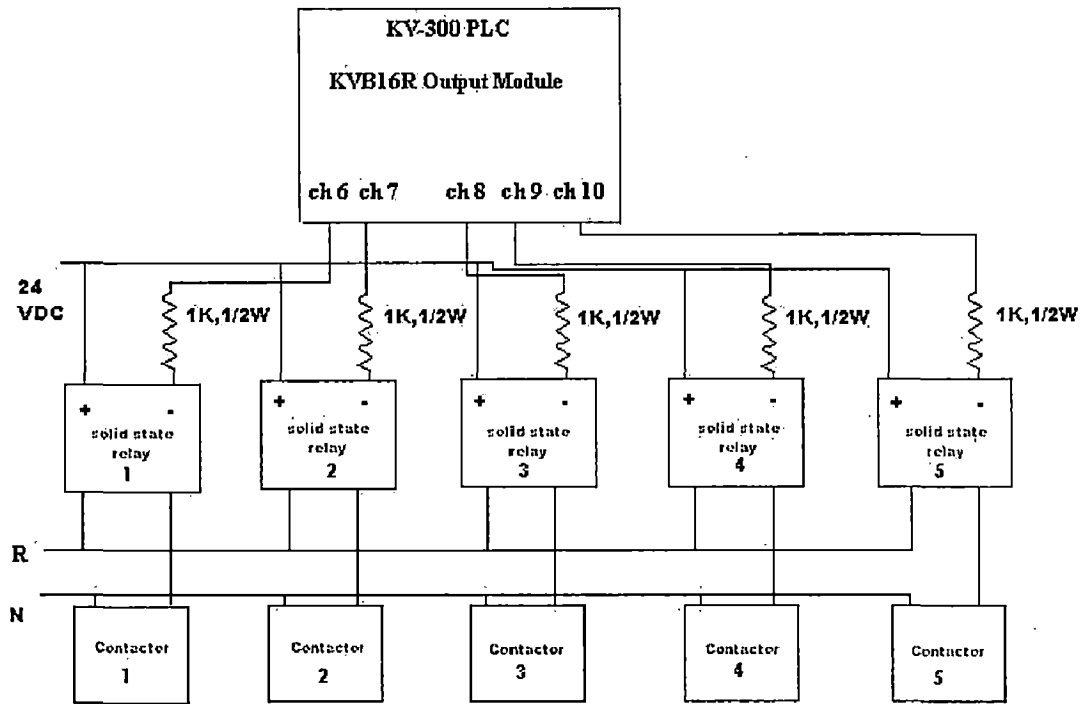 KV-300 PLC
KVB16R Output Module
ch 6 ch 7 ch 8 ch 9 ch 10
24
VDC
1K,1/2W 1K,1/2W 1K,1/2W 1K,1/2W 1K,1/2W
+ -
solid state
relay
1
+ -
solid state
relay
2
+ -
solid state
relay
3
+ -
solid state
relay
4
+ -
solid state
relay
5
R
N
Contactor
1
Contactor
2
Contactor
3
Contactor
4
Contactor
5